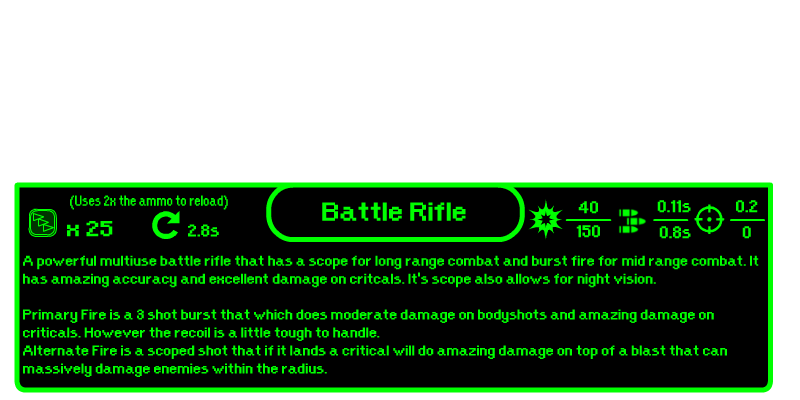 (Uses 2x the ammo to reload)
x 25
2.8s
Battle Rifle
40
150
0.11s
0.8s
0.2
0
A powerful multiuse battle rifle that has a scope for long range combat and burst fire for mid range combat. It
has amazing accuracy and excellent damage on critcals. It's scope also allows for night vision.
Primary Fire is a 3 shot burst that which does moderate damage on bodyshots and amazing damage on
criticals. However the recoil is a little tough to handle.
Alternate Fire is a scoped shot that if it lands a critical will do amazing damage on top of a blast that can
massively damage enemies within the radius.